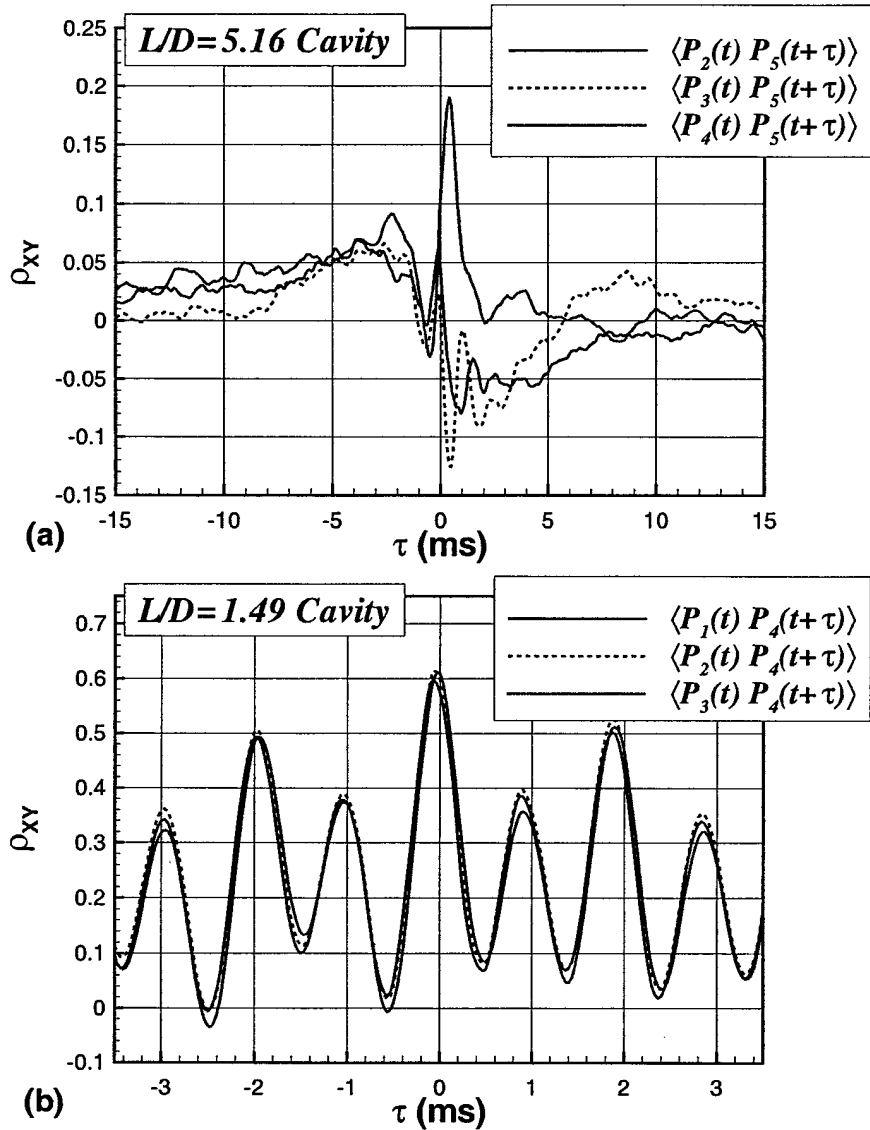 L/D=5.16 Cavity
⟨P2(t) P5(t+τ)⟩
⟨P3(t) P5(t+τ)⟩
⟨P4(t) P5(t+τ)⟩
0.25
0.2
0.15
0.1
0.05
0
-0.05
-0.1
-0.15
ρXY
-15
-10
-5
0
5
10
15
τ (ms)
(a)
L/D=1.49 Cavity
⟨P1(t) P4(t+τ)⟩
⟨P2(t) P4(t+τ)⟩
⟨P3(t) P4(t+τ)⟩
0.7
0.6
0.5
0.4
0.3
0.2
0.1
0
-0.1
ρXY
-3
-2
-1
0
1
2
3
τ (ms)
(b)